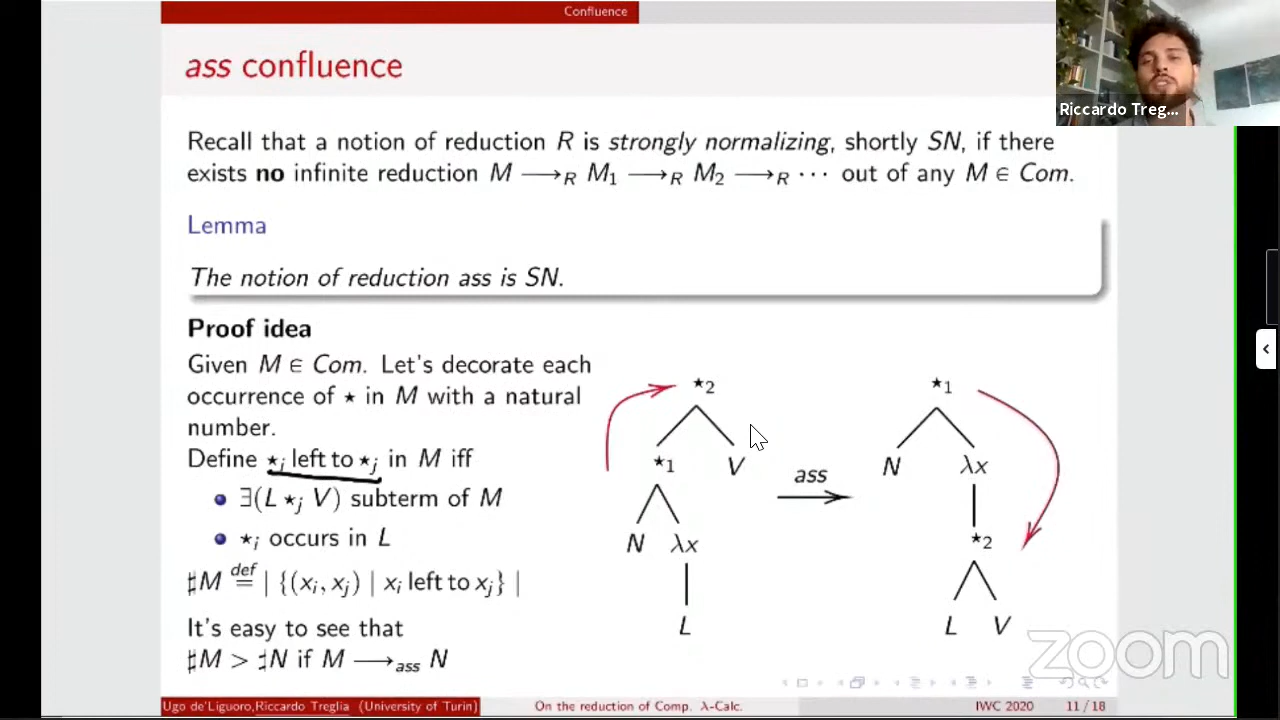 Confluence
ass confluence
Riccardo Treg...
Recall that a notion of reduction R is strongly normalizing, shortly SN, if there
exists no infinite reduction M ⟶R M1 ⟶R M2 ⟶R ··· out of any M ∈ Com.
Lemma
The notion of reduction ass is SN.
Proof idea
Given M ∈ Com. Let's decorate each
occurrence of ⋆ in M with a natural
number.
Define ⋆i left to ⋆j in M iff
∃(L ⋆j V) subterm of M
⋆i occurs in L
♯M def= | {(xi, xj) | xi left to xj} |
It's easy to see that
♯M > ♯N if M ⟶ass N
⋆2
⋆1 V
N λx
L
ass
⋆1
N λx
⋆2
L V
zoom
Ugo de'Liguoro,Riccardo Treglia (University of Turin) On the reduction of Comp. λ-Calc. IWC 2020 11 / 18